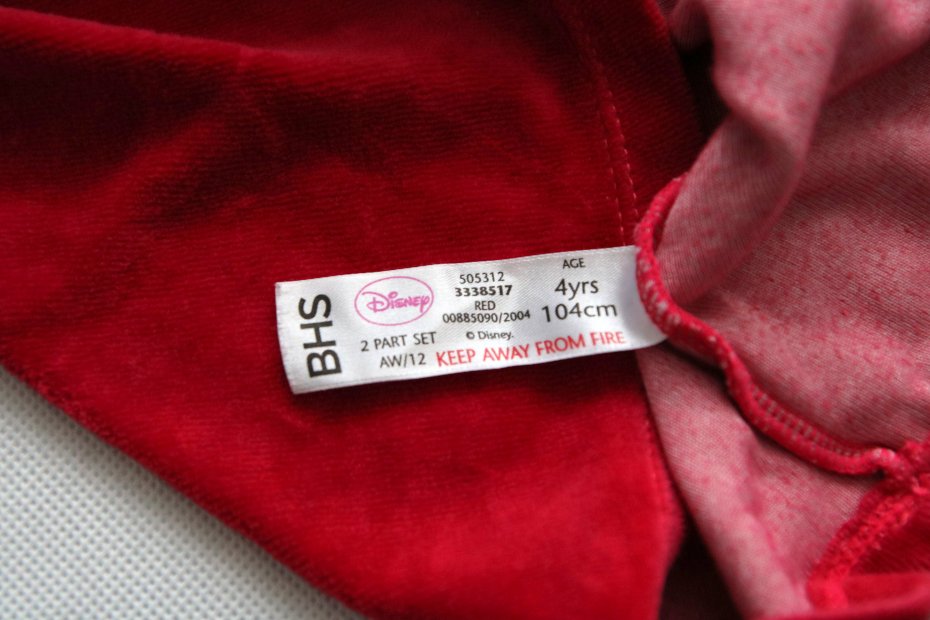 BHS
Disney
2 PART SET
AW/12
505312
3338517
RED
00885090/2004
© Disney.
AGE
4yrs
104cm
KEEP AWAY FROM FIRE